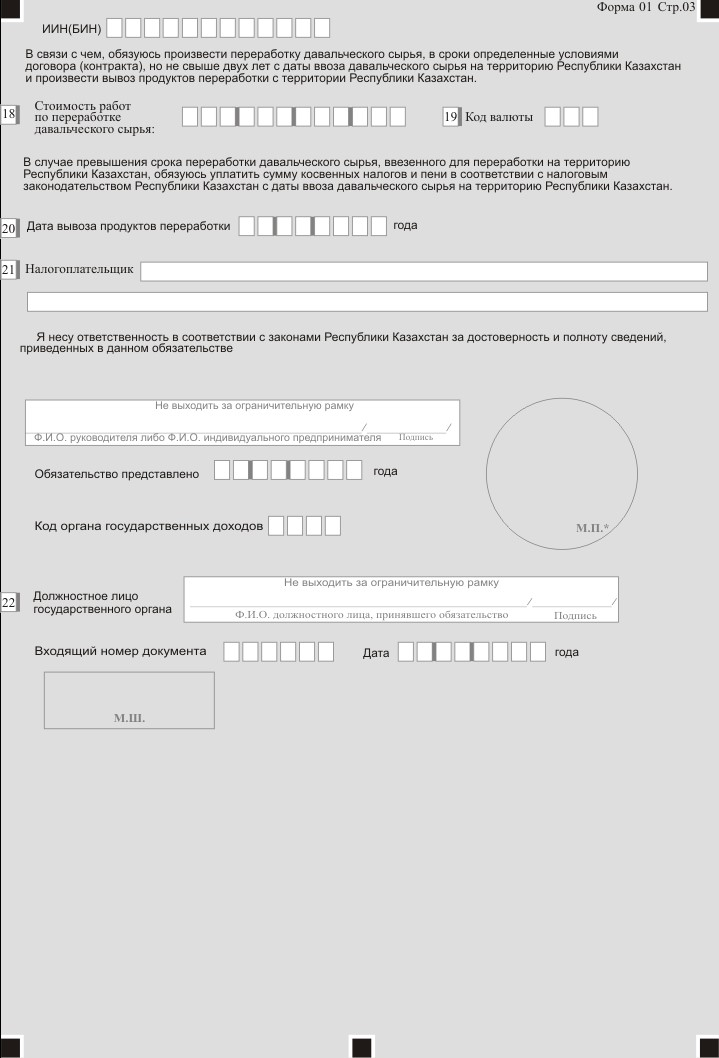 Форма 01 Стр.03
ИИН(БИН)
В связи с чем, обязуюсь произвести переработку давальческого сырья, в сроки определенные условиями
договора (контракта), но не свыше двух лет с даты ввоза давальческого сырья на территорию Республики Казахстан
и произвести вывоз продуктов переработки с территории Республики Казахстан.
18 Стоимость работ
по переработке
давальческого сырья:
19 Код валюты
В случае превышения срока переработки давальческого сырья, ввезенного для переработки на территорию
Республики Казахстан, обязуюсь уплатить сумму косвенных налогов и пени в соответствии с налоговым
законодательством Республики Казахстан с даты ввоза давальческого сырья на территорию Республики Казахстан.
20 Дата вывоза продуктов переработки года
21 Налогоплательщик
Я несу ответственность в соответствии с законами Республики Казахстан за достоверность и полноту сведений,
приведенных в данном обязательстве
Не выходить за ограничительную рамку
/ /
Ф.И.О. руководителя либо Ф.И.О. индивидуального предпринимателя Подпись
Обязательство представлено года
Код органа государственных доходов
М.П.*
22 Должностное лицо
государственного органа
Не выходить за ограничительную рамку
/ /
Ф.И.О. должностного лица, принявшего обязательство Подпись
Входящий номер документа Дата года
М.Ш.